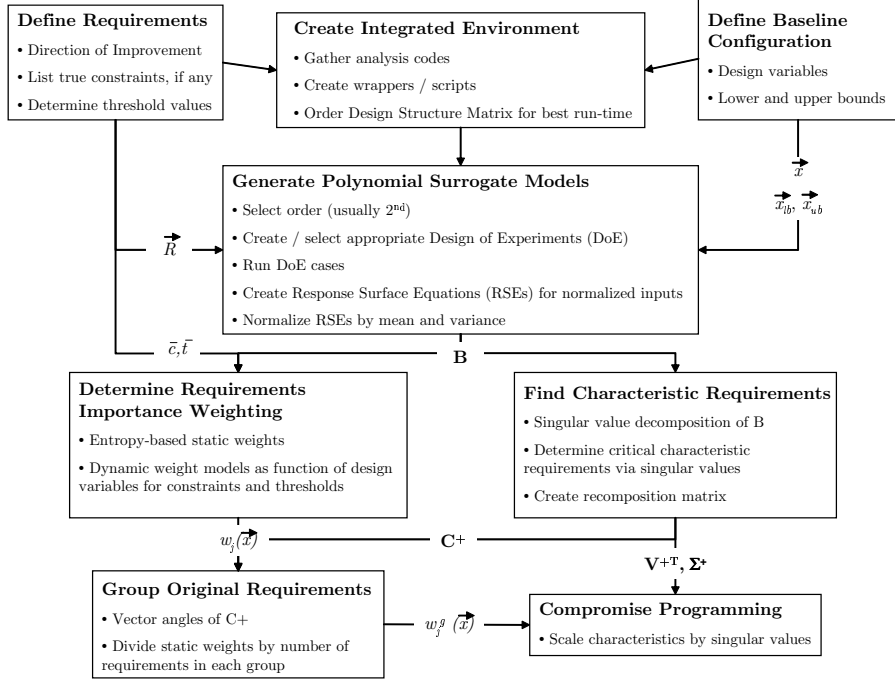 Define Requirements
• Direction of Improvement
• List true constraints, if any
• Determine threshold values
Create Integrated Environment
• Gather analysis codes
• Create wrappers / scripts
• Order Design Structure Matrix for best run-time
Define Baseline
Configuration
• Design variables
• Lower and upper bounds
x⃗
x⃗_lb, x⃗_ub
Generate Polynomial Surrogate Models
• Select order (usually 2ⁿᵈ)
• Create / select appropriate Design of Experiments (DoE)
• Run DoE cases
• Create Response Surface Equations (RSEs) for normalized inputs
• Normalize RSEs by mean and variance
R⃗
c̄,t̄
B
Determine Requirements
Importance Weighting
• Entropy-based static weights
• Dynamic weight models as function of design
variables for constraints and thresholds
Find Characteristic Requirements
• Singular value decomposition of B
• Determine critical characteristic
requirements via singular values
• Create recomposition matrix
w_j(x⃗)
C⁺
V⁺ᵀ, Σ⁺
Group Original Requirements
• Vector angles of C+
• Divide static weights by number of
requirements in each group
w_j^g (x⃗)
Compromise Programming
• Scale characteristics by singular values